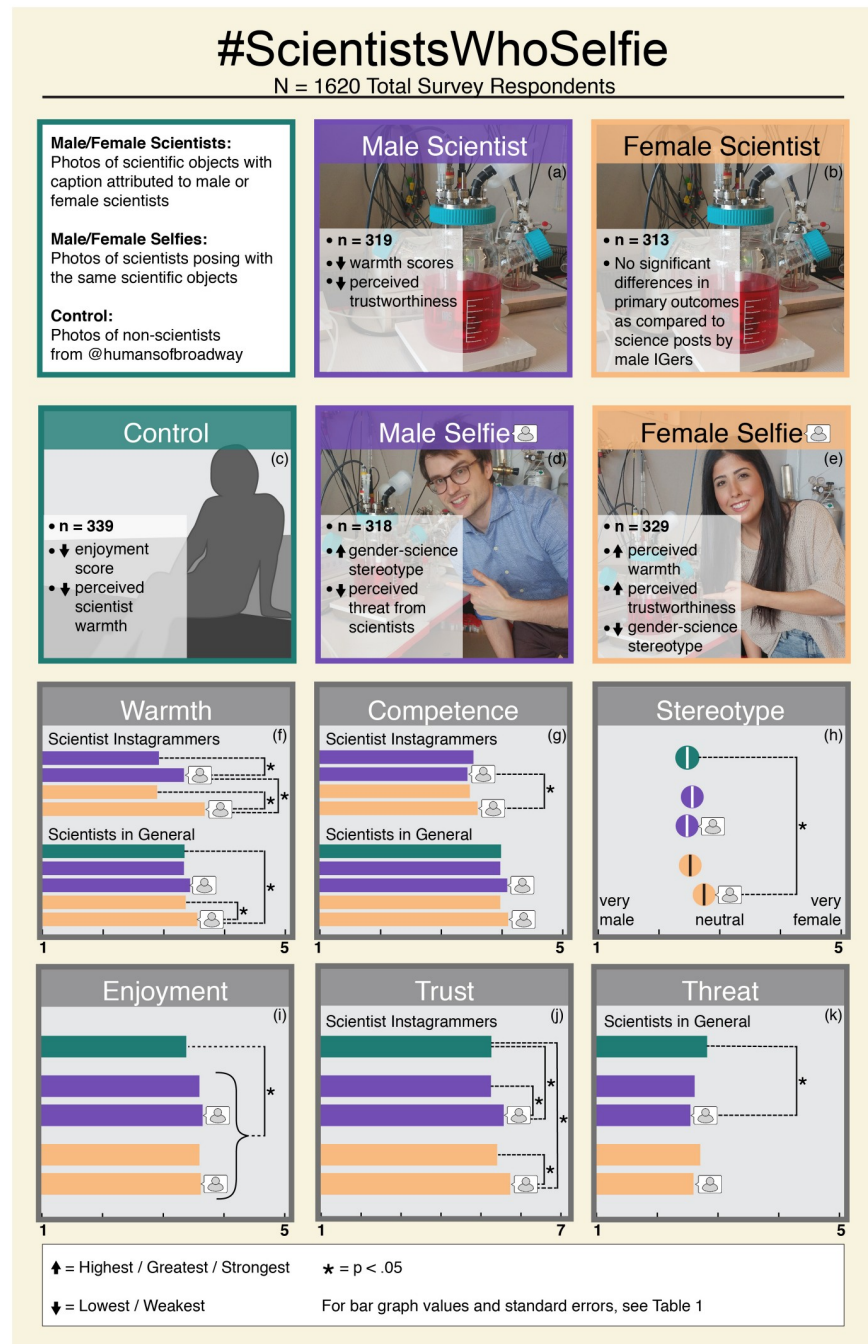 #ScientistsWhoSelfie
N = 1620 Total Survey Respondents
Male/Female Scientists:
Photos of scientific objects with
caption attributed to male or
female scientists
Male/Female Selfies:
Photos of scientists posing with
the same scientific objects
Control:
Photos of non-scientists
from @humansofbroadway
Male Scientist
(a)
• n = 319
• ⬇ warmth scores
• ⬇ perceived
trustworthiness
Female Scientist
(b)
• n = 313
• No significant
differences in
primary outcomes
as compared to
science posts by
male IGers
Control
(c)
• n = 339
• ⬇ enjoyment
score
• ⬇ perceived
scientist
warmth
Male Selfie
(d)
• n = 318
• ⬆ gender-science
stereotype
• ⬇ perceived
threat from
scientists
Female Selfie
(e)
• n = 329
• ⬆ perceived
warmth
• ⬆ perceived
trustworthiness
• ⬇ gender-science
stereotype
Warmth
(f)
Scientist Instagrammers
*
*
*
Scientists in General
*
*
1 5
Competence
(g)
Scientist Instagrammers
*
Scientists in General
1 5
Stereotype
(h)
*
very
male
neutral
very
female
1 5
Enjoyment
(i)
*
1 5
Trust
Scientist Instagrammers (j)
*
*
*
*
1 7
Threat
Scientists in General (k)
*
1 5
⬆ = Highest / Greatest / Strongest * = p < .05
⬇ = Lowest / Weakest For bar graph values and standard errors, see Table 1